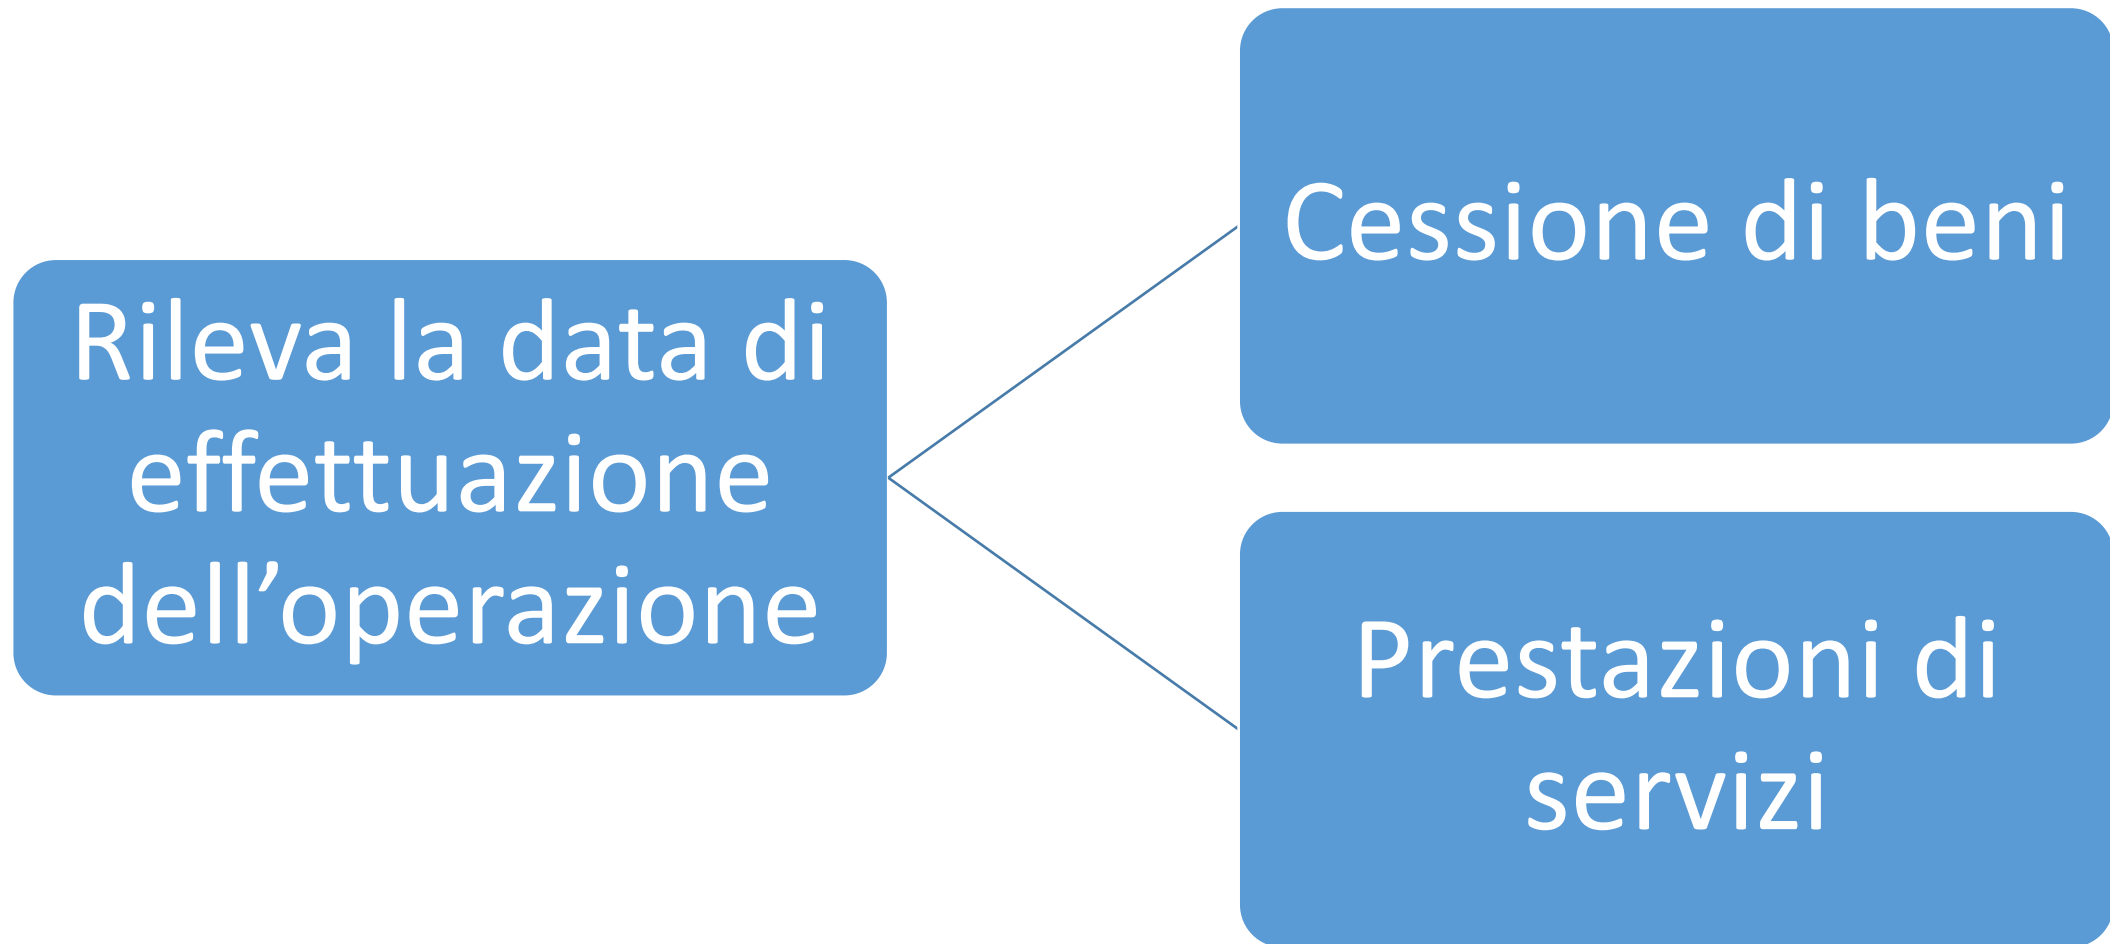 Rileva la data di
effettuazione
dell’operazione
Cessione di beni
Prestazioni di
servizi